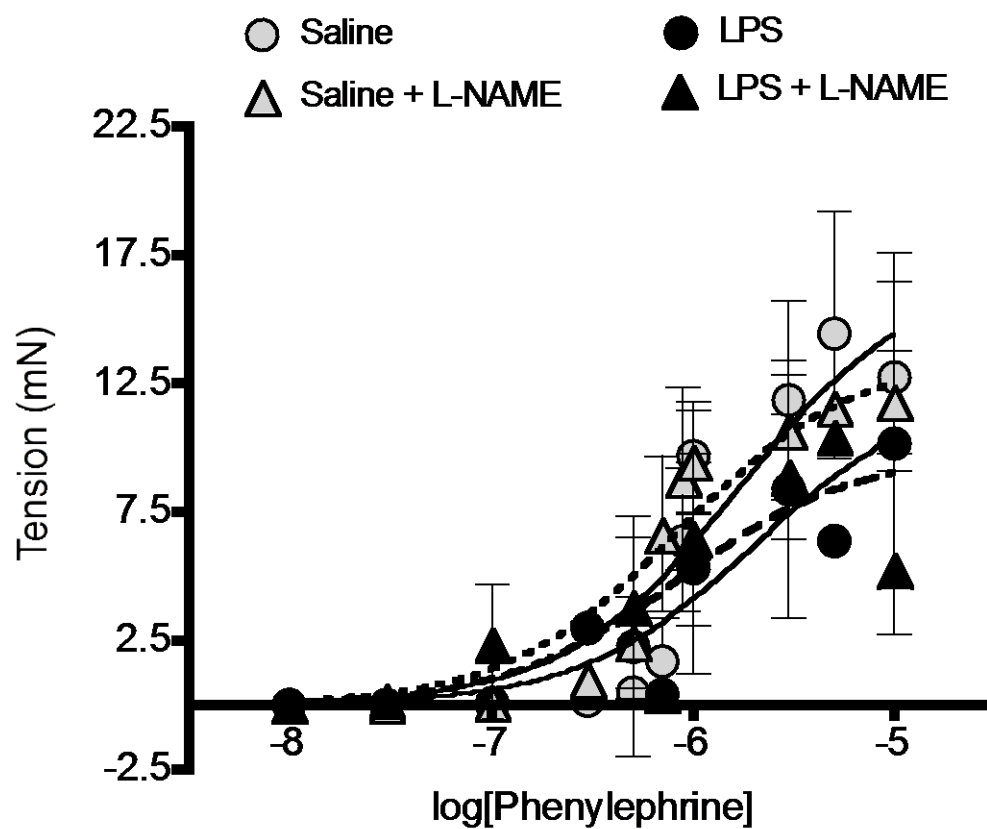 Saline
LPS
Saline + L-NAME
LPS + L-NAME
22.5
17.5
12.5
7.5
2.5
-2.5
Tension (mN)
-8
-7
-6
-5
log[Phenylephrine]